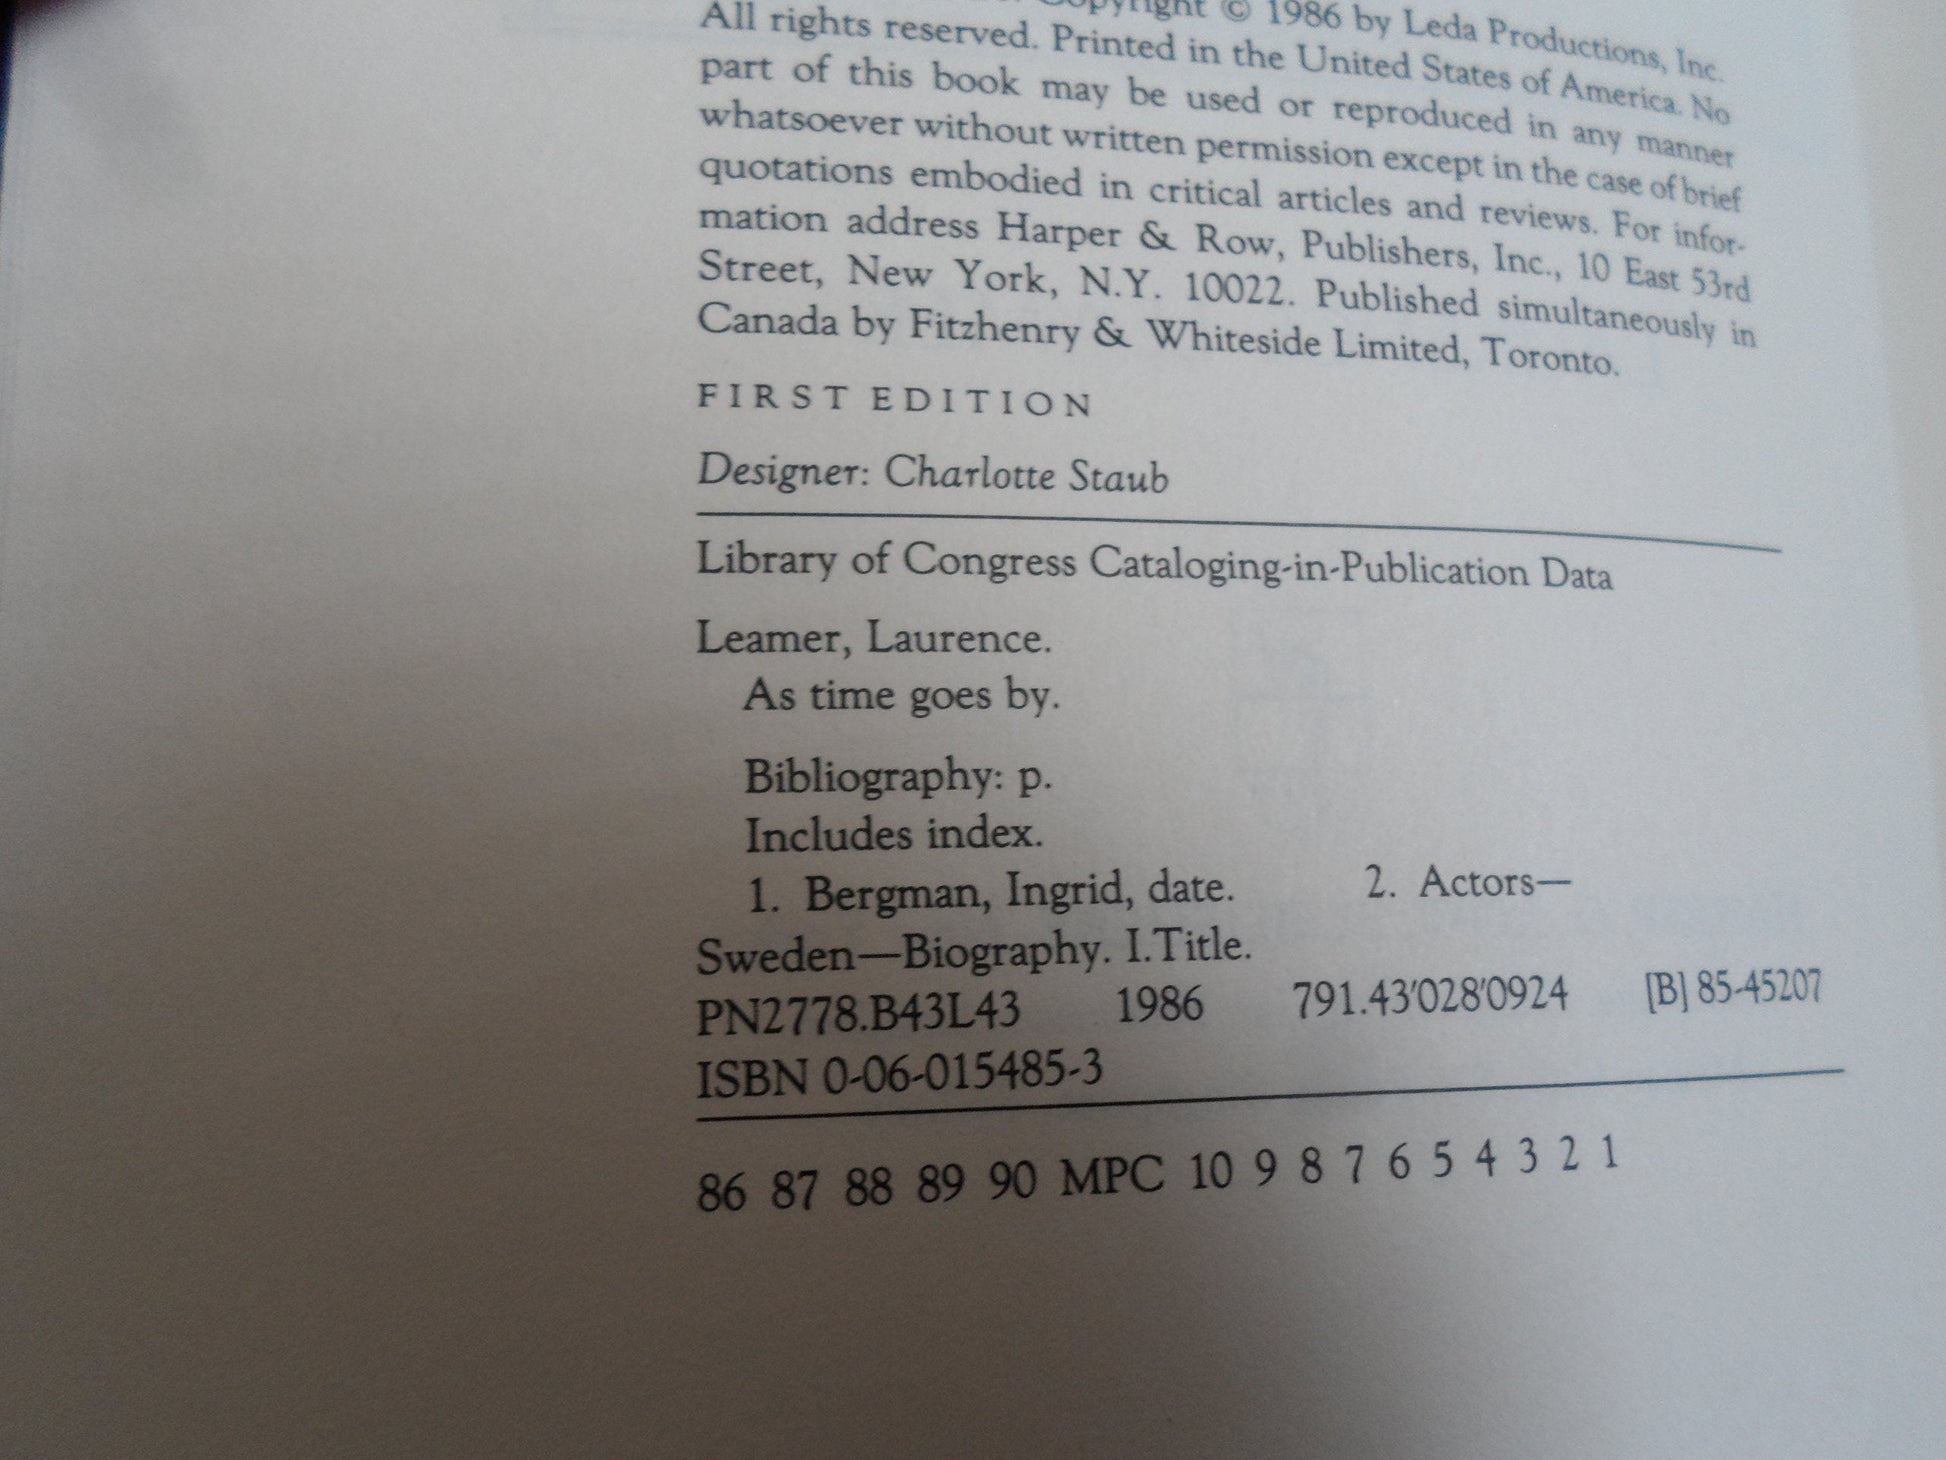 Copyright © 1986 by Leda Productions, Inc.
All rights reserved. Printed in the United States of America. No
part of this book may be used or reproduced in any manner
whatsoever without written permission except in the case of brief
quotations embodied in critical articles and reviews. For infor-
mation address Harper & Row, Publishers, Inc., 10 East 53rd
Street, New York, N.Y. 10022. Published simultaneously in
Canada by Fitzhenry & Whiteside Limited, Toronto.
FIRST EDITION
Designer: Charlotte Staub
Library of Congress Cataloging-in-Publication Data
Leamer, Laurence.
As time goes by.
Bibliography: p.
Includes index.
1. Bergman, Ingrid, date. 2. Actors—
Sweden—Biography. I.Title.
PN2778.B43L43 1986 791.43'028'0924 [B] 85-45207
ISBN 0-06-015485-3
86 87 88 89 90 MPC 10 9 8 7 6 5 4 3 2 1